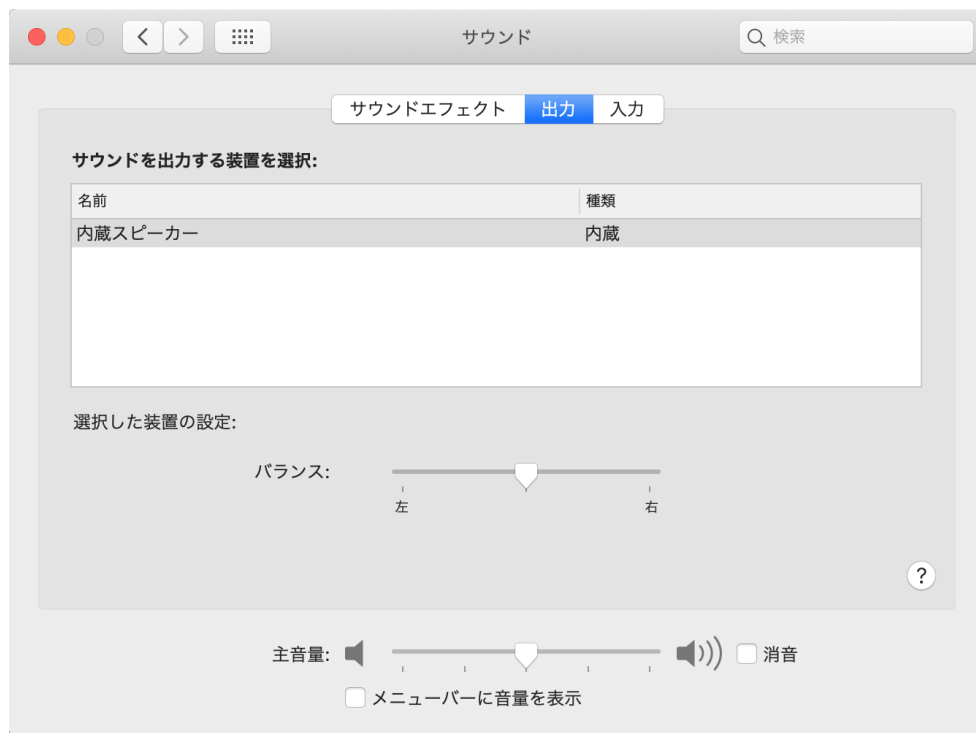 サウンド
検索
サウンドエフェクト 出力 入力
サウンドを出力する装置を選択:
名前 種類
内蔵スピーカー 内蔵
選択した装置の設定:
バランス:
左 右
?
主音量: 消音
メニューバーに音量を表示